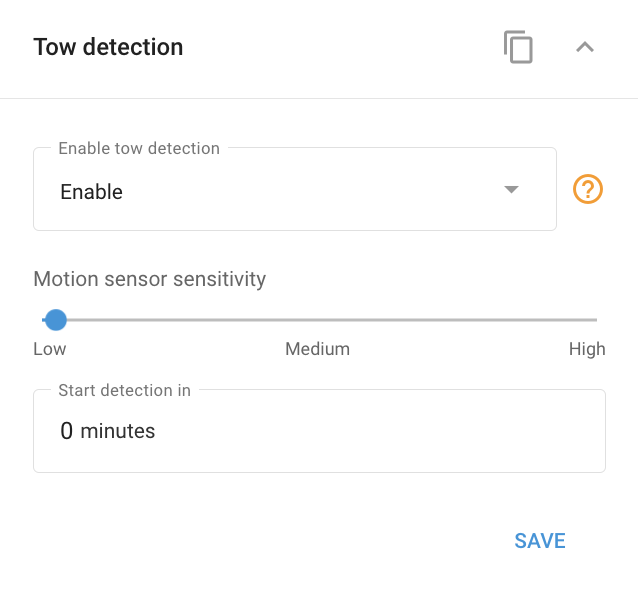 Tow detection
Enable tow detection
Enable
Motion sensor sensitivity
Low Medium High
Start detection in
0 minutes
SAVE